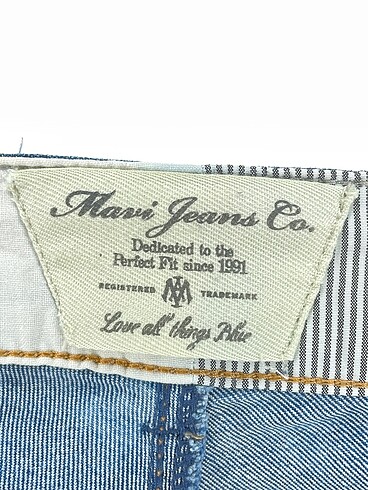 Mavi Jeans Co.
Dedicated to the
Perfect Fit since 1991
REGISTERED M TRADEMARK
Love all things Blue